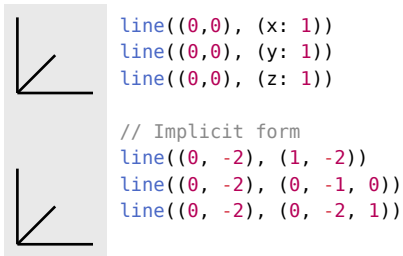 line((0,0), (x: 1))
line((0,0), (y: 1))
line((0,0), (z: 1))
// Implicit form
line((0, -2), (1, -2))
line((0, -2), (0, -1, 0))
line((0, -2), (0, -2, 1))